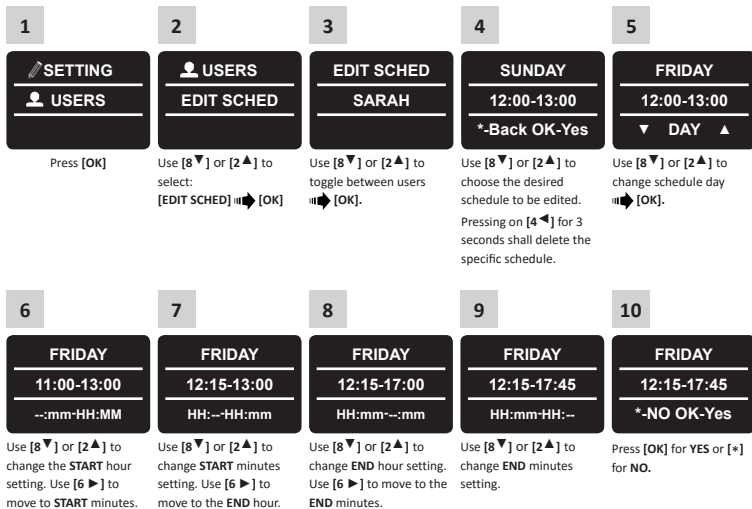 1
SETTING
USERS
Press [OK]
2
USERS
EDIT SCHED
Use [8▼] or [2▲] to
select:
[EDIT SCHED] [OK]
3
EDIT SCHED
SARAH
Use [8▼] or [2▲] to
toggle between users
[OK].
4
SUNDAY
12:00-13:00
*-Back OK-Yes
Use [8▼] or [2▲] to
choose the desired
schedule to be edited.
Pressing on [4◄] for 3
seconds shall delete the
specific schedule.
5
FRIDAY
12:00-13:00
▼ DAY ▲
Use [8▼] or [2▲] to
change schedule day
[OK].
6
FRIDAY
11:00-13:00
--:mm-HH:MM
Use [8▼] or [2▲] to
change the START hour
setting. Use [6 ►] to
move to START minutes.
7
FRIDAY
12:15-13:00
HH:--HH:mm
Use [8▼] or [2▲] to
change START minutes
setting. Use [6 ►] to
move to the END hour.
8
FRIDAY
12:15-17:00
HH:mm--:mm
Use [8▼] or [2▲] to
change END hour setting.
Use [6 ►] to move to the
END minutes.
9
FRIDAY
12:15-17:45
HH:mm-HH:--
Use [8▼] or [2▲] to
change END minutes
setting.
10
FRIDAY
12:15-17:45
*-NO OK-Yes
Press [OK] for YES or [*]
for NO.